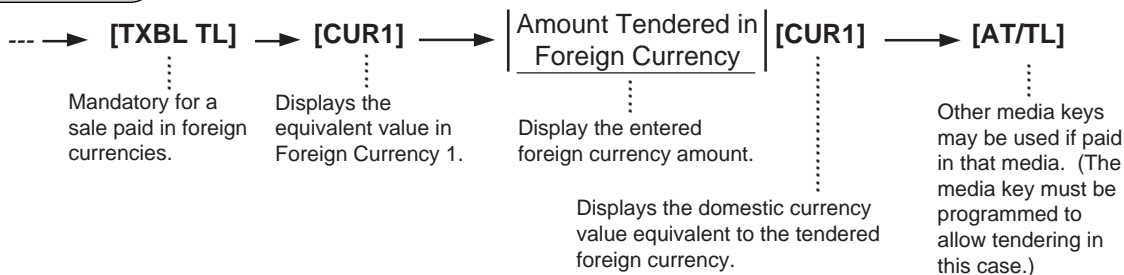 --- [TXBL TL] [CUR1] Amount Tendered in Foreign Currency [CUR1] [AT/TL]
Mandatory for a
sale paid in foreign
currencies.
Displays the
equivalent value in
Foreign Currency 1.
Display the entered
foreign currency amount.
Displays the domestic currency
value equivalent to the tendered
foreign currency.
Other media keys
may be used if paid
in that media. (The
media key must be
programmed to
allow tendering in
this case.)